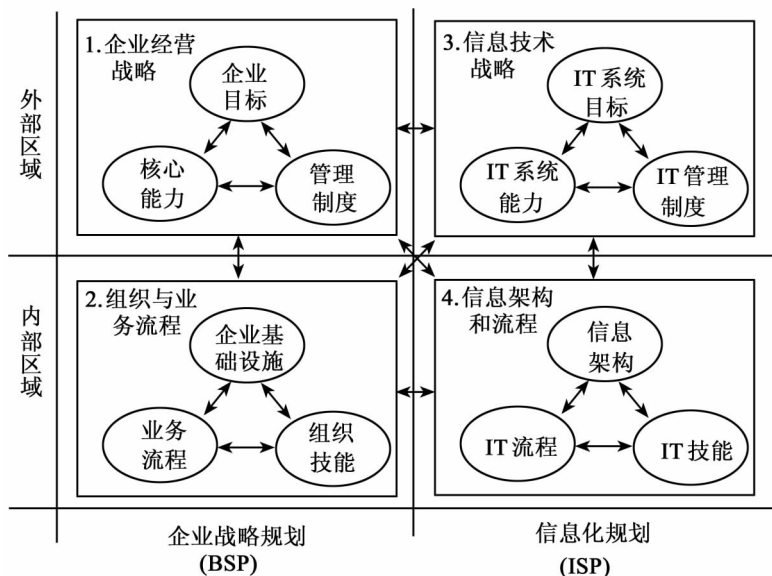 外部区域
1.企业经营
战略
企业
目标
核心
能力
管理
制度
3.信息技术
战略
IT系统
目标
IT系统
能力
IT管理
制度
内部区域
2.组织与业
务流程
企业基
础设施
业务
流程
组织
技能
4.信息架构
和流程
信息
架构
IT流程
IT技能
企业战略规划
(BSP)
信息化规划
(ISP)